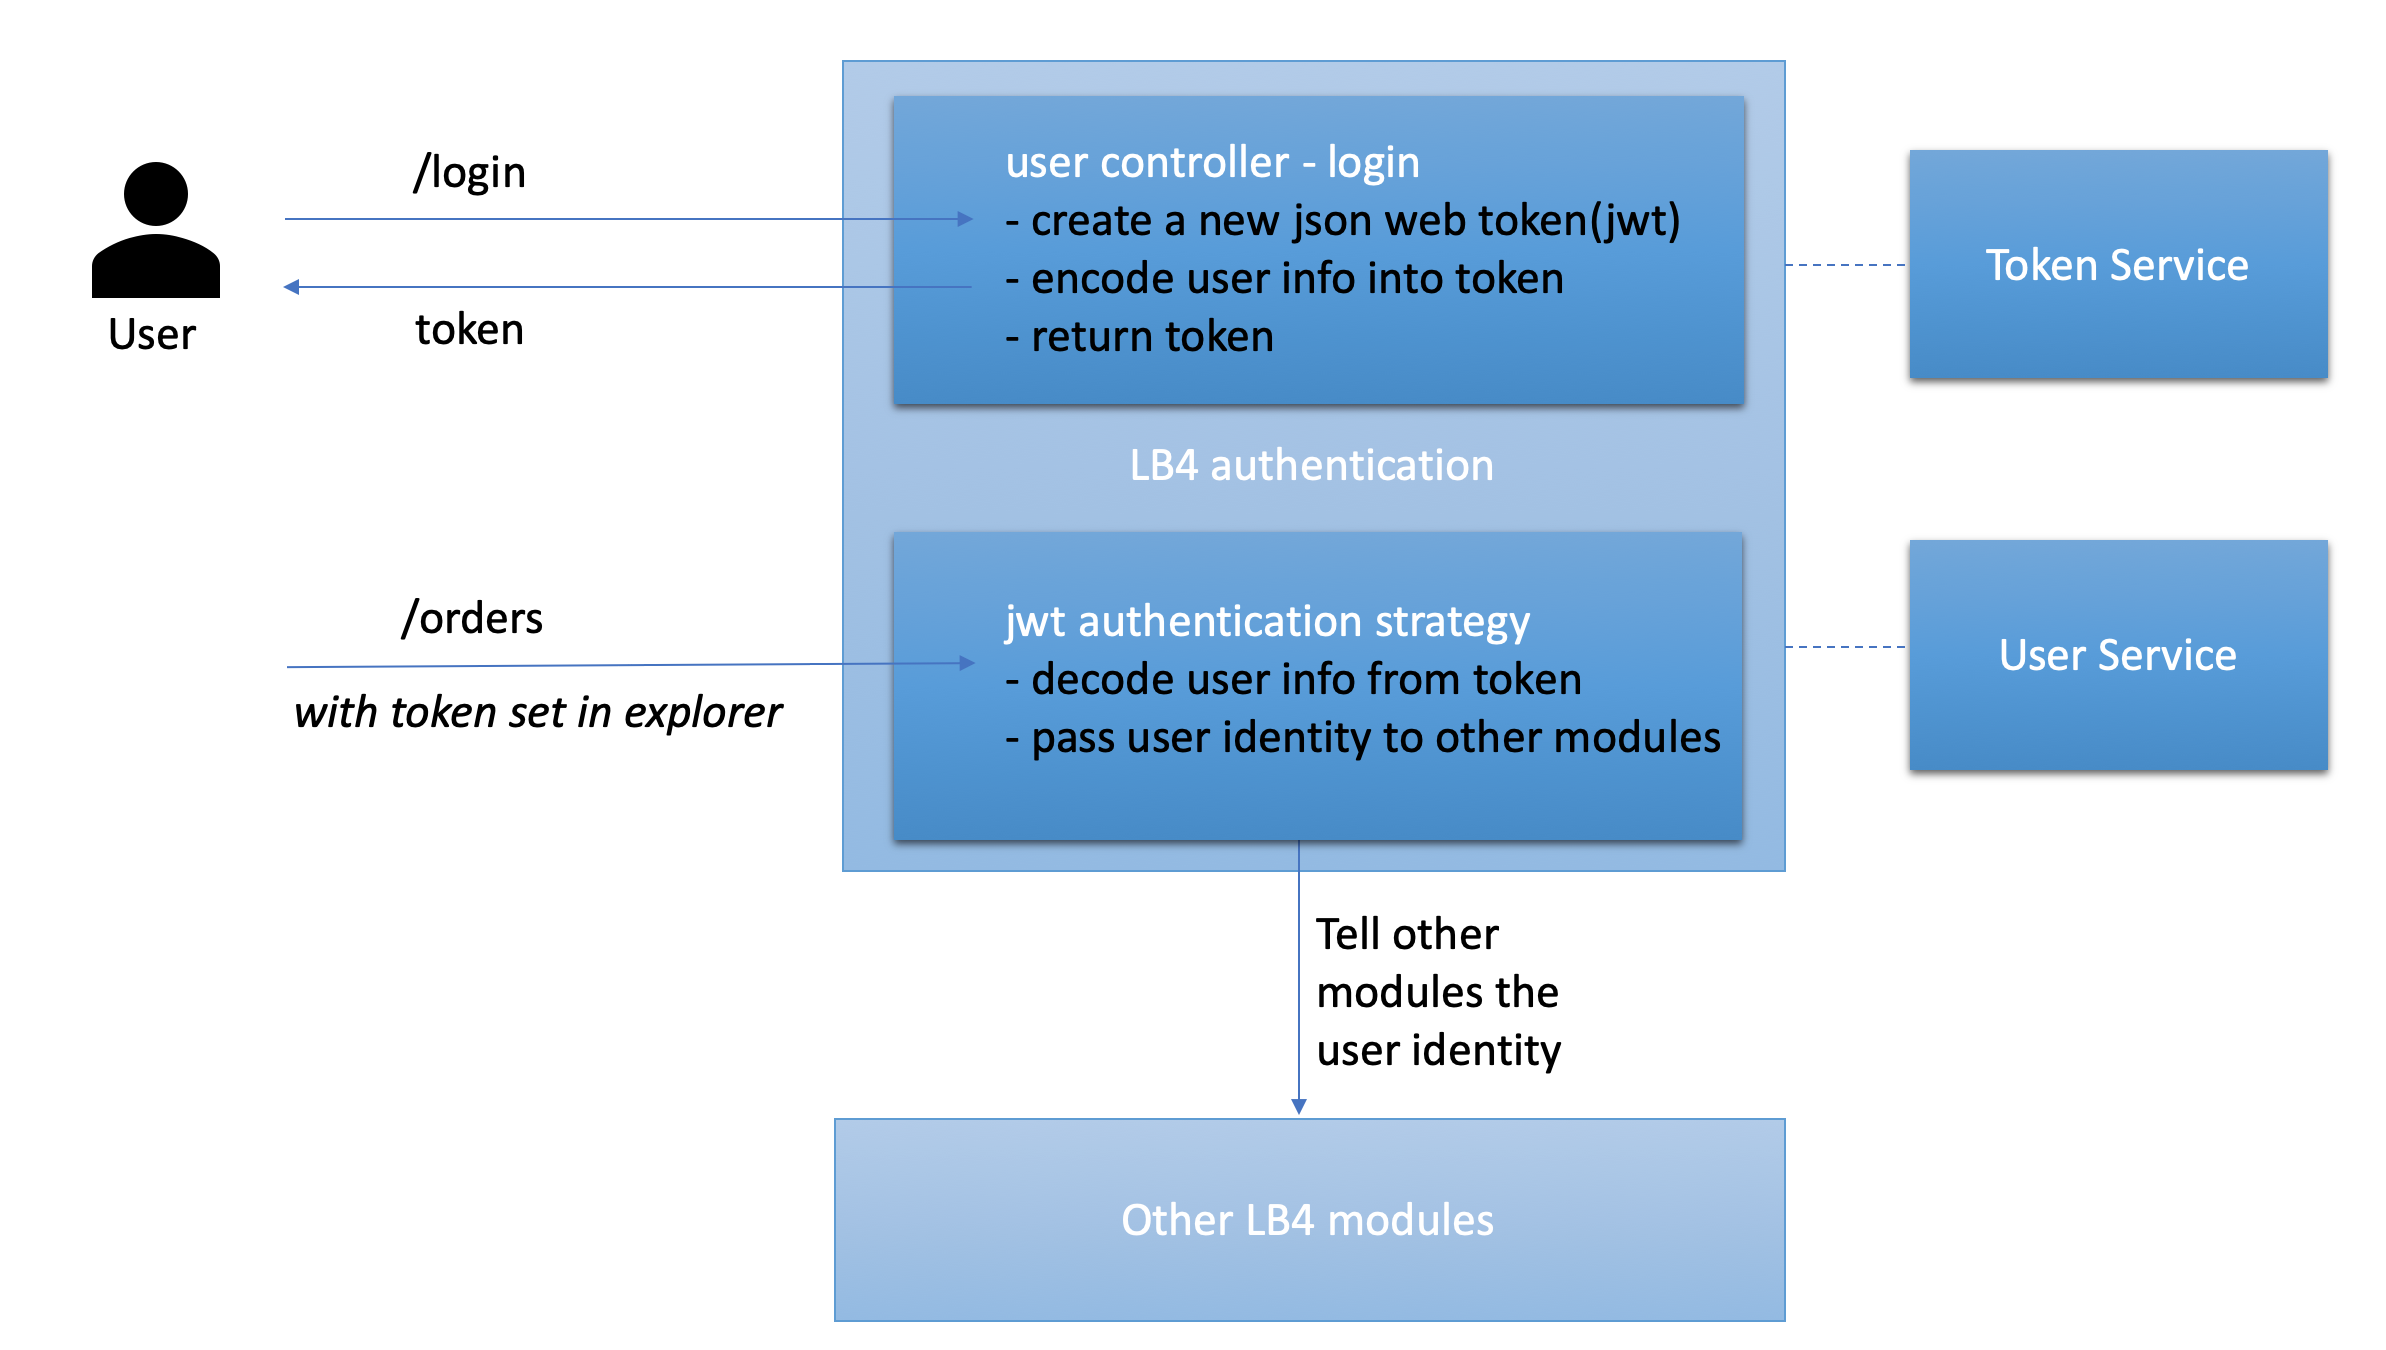 /login
token
User
user controller - login
- create a new json web token(jwt)
- encode user info into token
- return token
Token Service
LB4 authentication
/orders
with token set in explorer
jwt authentication strategy
- decode user info from token
- pass user identity to other modules
User Service
Tell other
modules the
user identity
Other LB4 modules